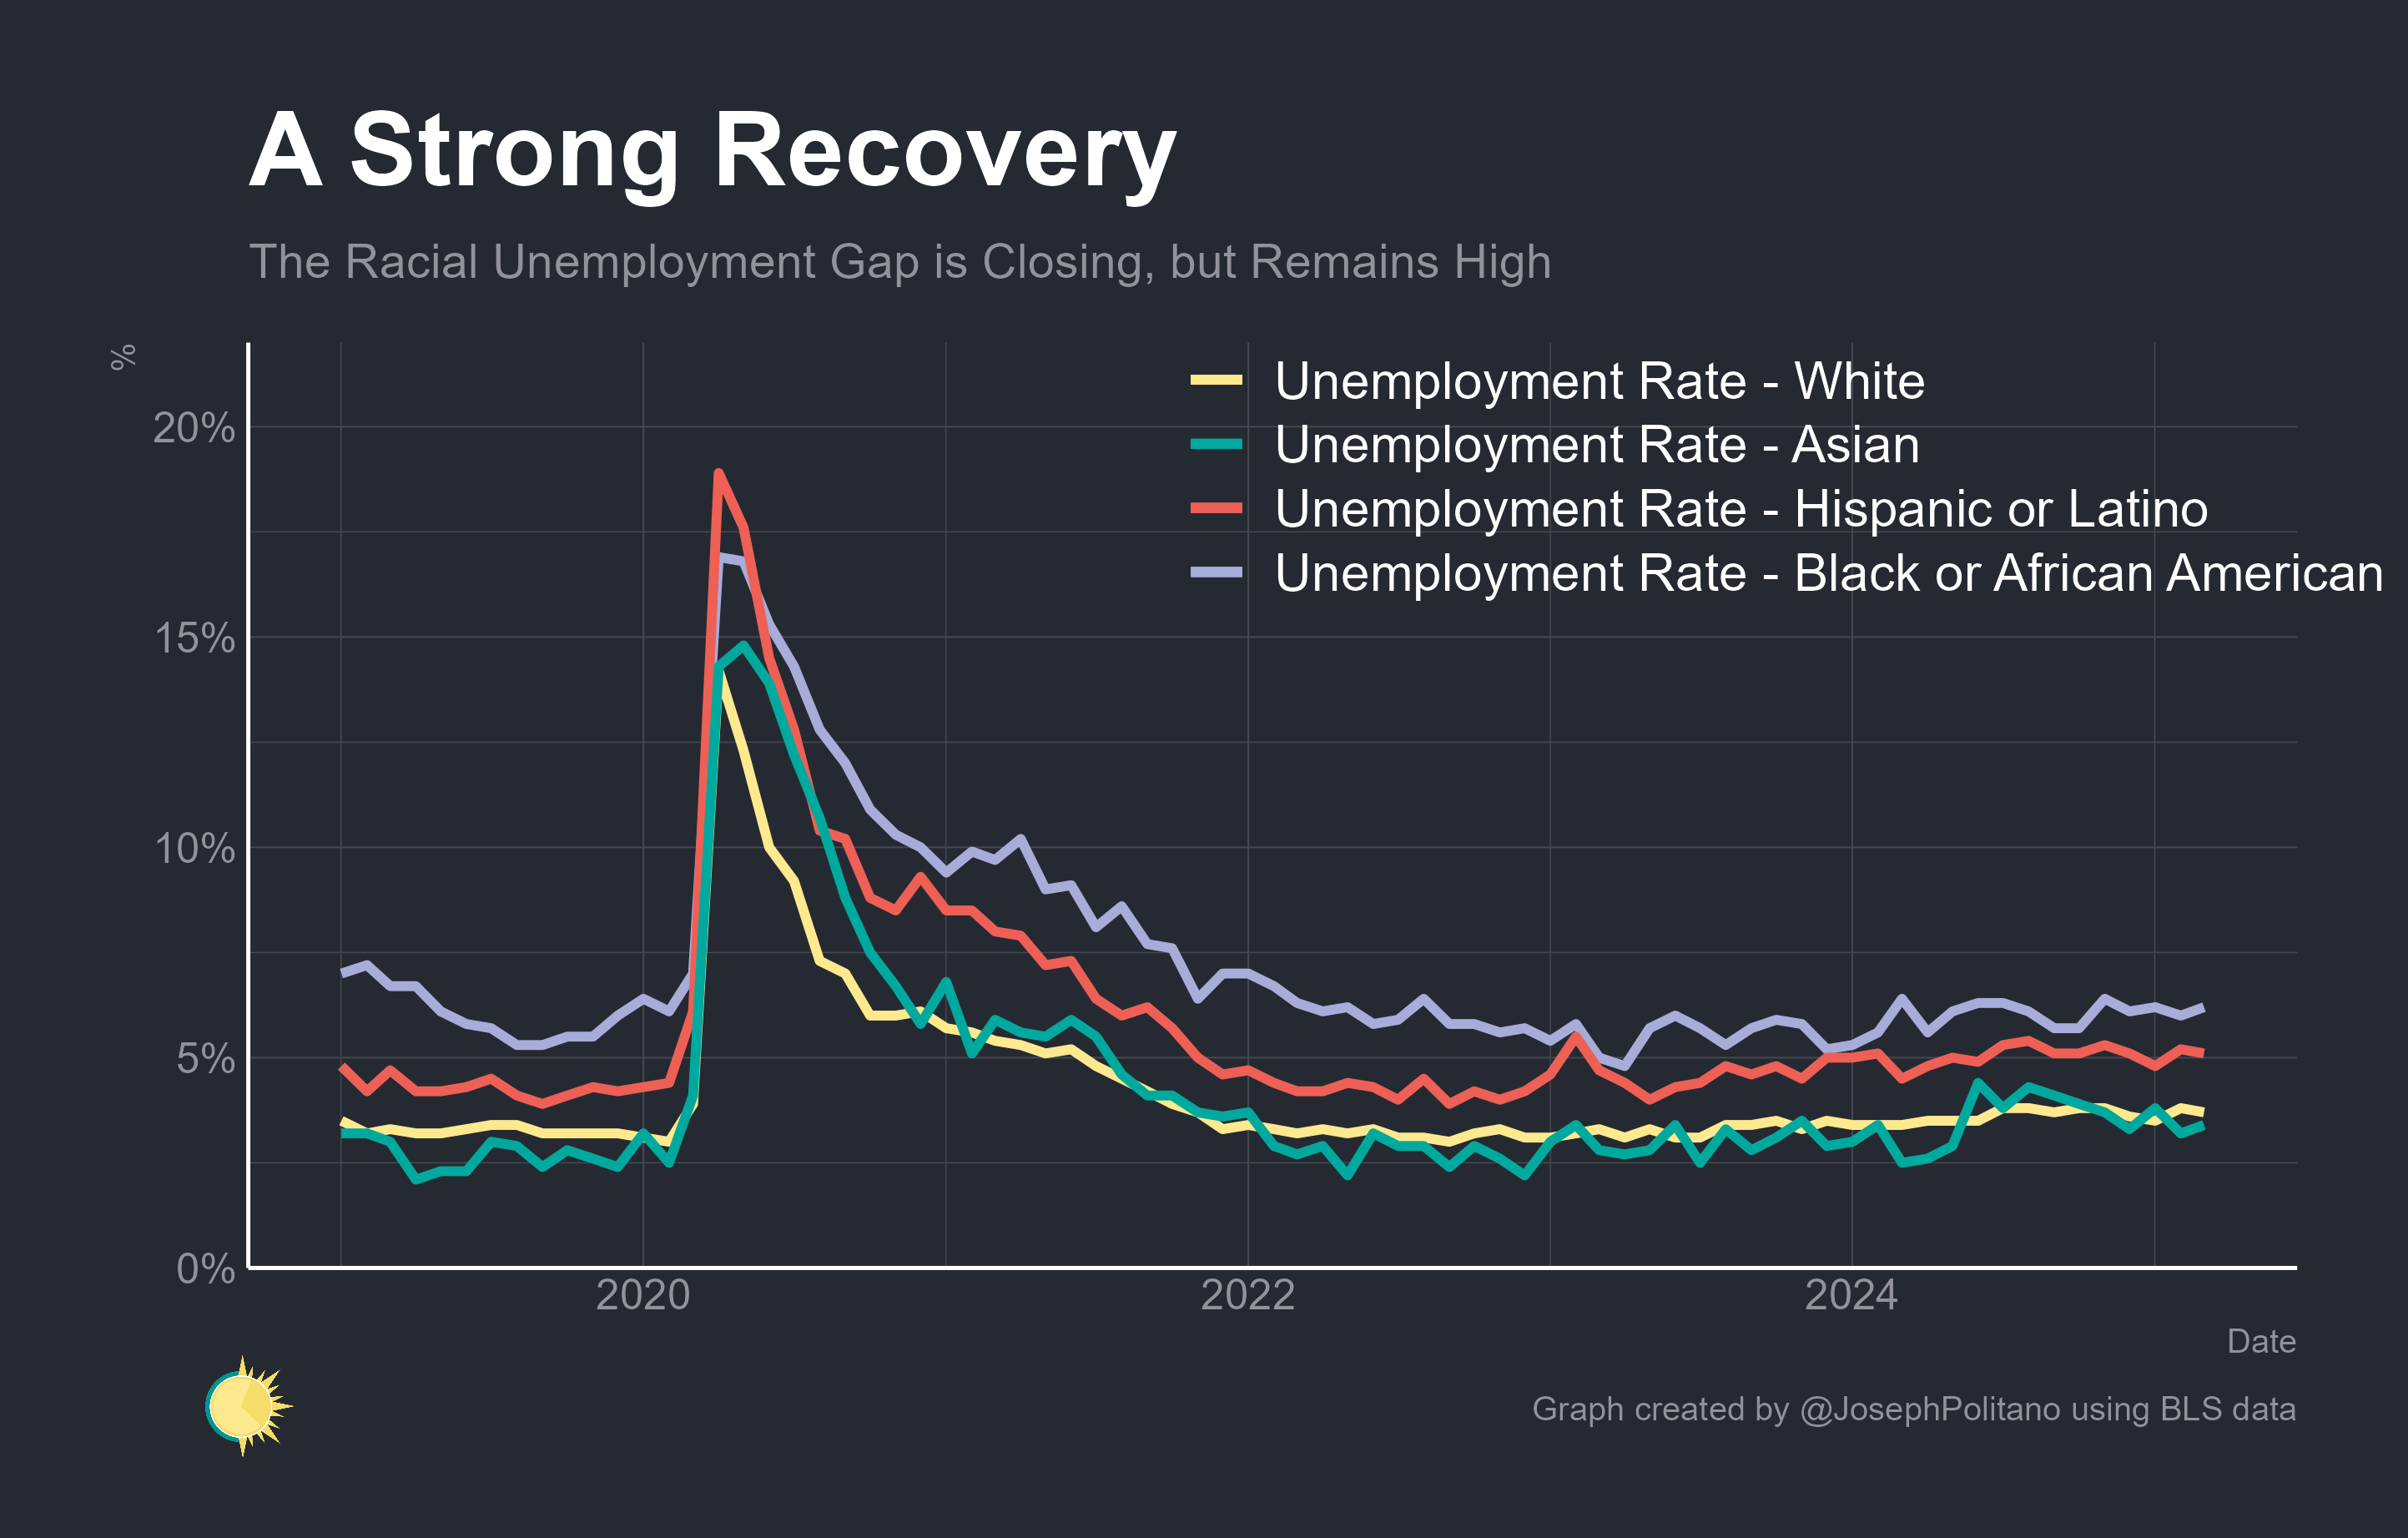 A Strong Recovery
The Racial Unemployment Gap is Closing, but Remains High
%
Unemployment Rate - White
Unemployment Rate - Asian
Unemployment Rate - Hispanic or Latino
Unemployment Rate - Black or African American
20%
15%
10%
5%
0%
2020 2022 2024
Date
Graph created by @JosephPolitano using BLS data